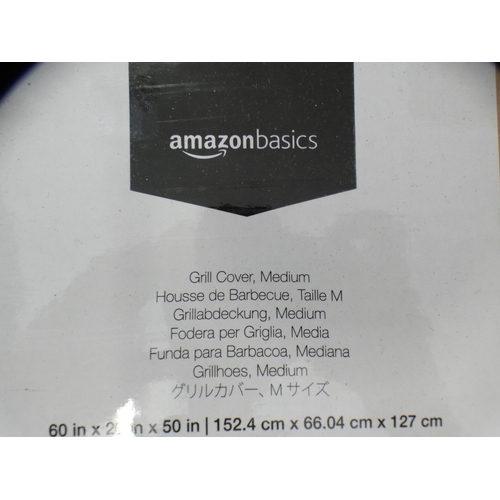 amazonbasics
Grill Cover, Medium
Housse de Barbecue, Taille M
Grillabdeckung, Medium
Fodera per Griglia, Media
Funda para Barbacoa, Mediana
Grillhoes, Medium
グリルカバー、M サイズ
60 in x in x 50 in | 152.4 cm x 66.04 cm x 127 cm